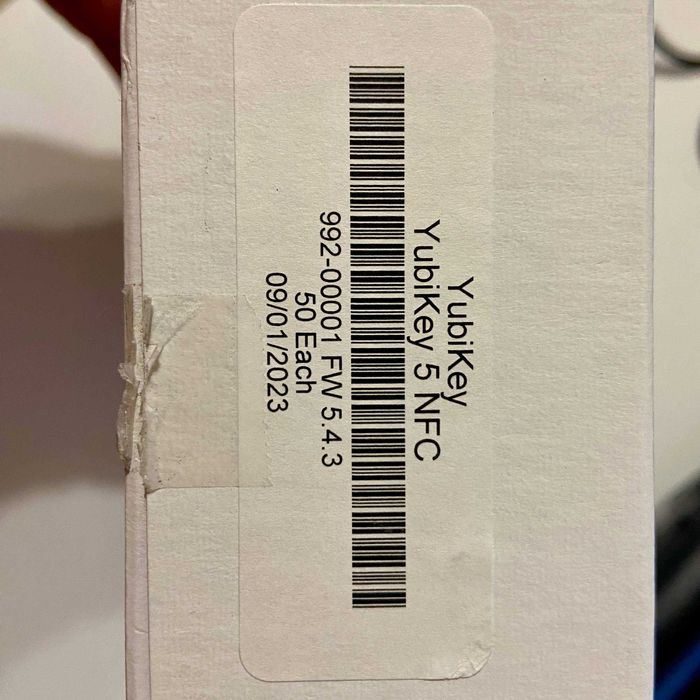 YubiKey
YubiKey 5 NFC
992-00001 FW 5.4.3
50 Each
09/01/2023